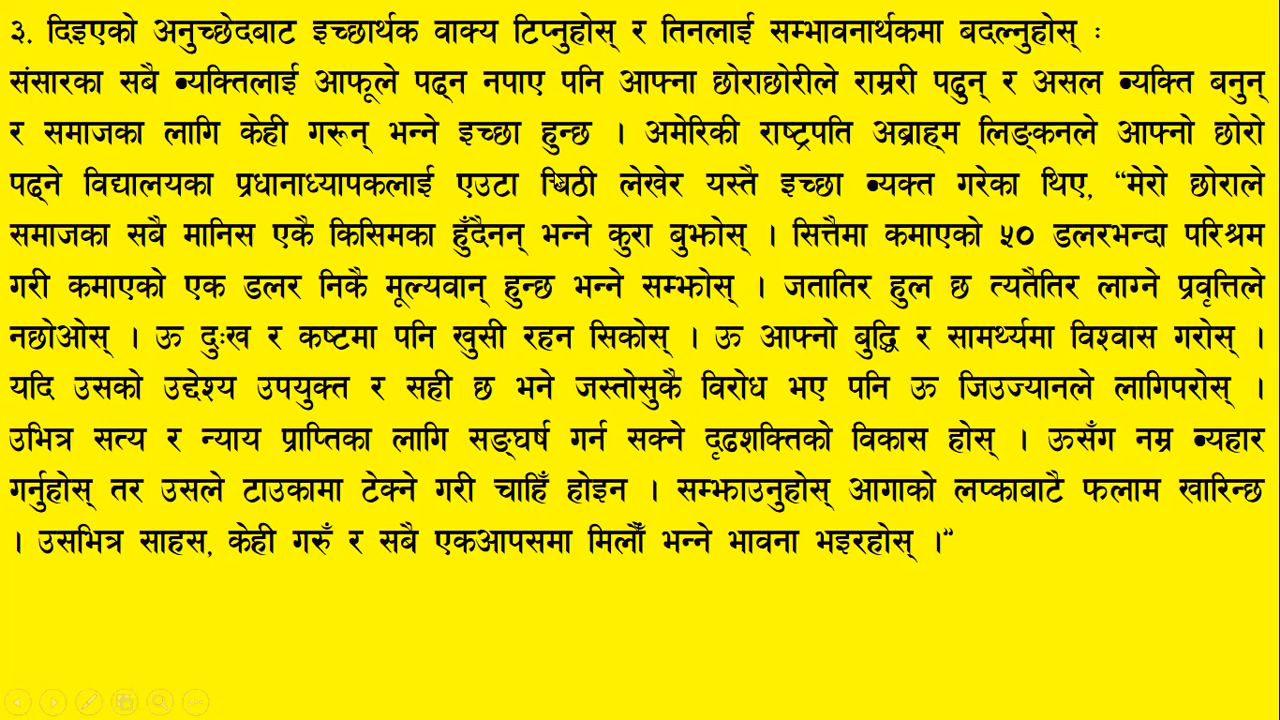 ३. दिइएको अनुच्छेदबाट इच्छार्थक वाक्य टिप्नुहोस् र तिनलाई सम्भावनार्थकमा बदल्नुहोस् :
संसारका सबै ब्यक्तिलाई आफूले पढ्न नपाए पनि आफ्ना छोराछोरीले राम्ररी पढुन् र असल ब्यक्ति बनुन्
र समाजका लागि केही गरून् भन्ने इच्छा हुन्छ । अमेरिकी राष्ट्रपति अब्राह्म लिङ्कनले आफ्नो छोरो
पढ्ने विद्यालयका प्रधानाध्यापकलाई एउटा चिठी लेखेर यस्तै इच्छा ब्यक्त गरेका थिए, “मेरो छोराले
समाजका सबै मानिस एकै किसिमका हुँदैनन् भन्ने कुरा बुझोस् । सित्तैमा कमाएको ५० डलरभन्दा परिश्रम
गरी कमाएको एक डलर निकै मूल्यवान् हुन्छ भन्ने सम्झोस् । जतातिर हुल छ त्यतैतिर लाग्ने प्रवृत्तिले
नछोओस् । ऊ दुःख र कष्टमा पनि खुसी रहन सिकोस् । ऊ आफ्नो बुद्धि र सामर्थ्यमा विश्वास गरोस् ।
यदि उसको उद्देश्य उपयुक्त र सही छ भने जस्तोसुकै विरोध भए पनि ऊ जिउज्यानले लागिपरोस् ।
उभित्र सत्य र न्याय प्राप्तिका लागि सङ्घर्ष गर्न सक्ने दृढशक्तिको विकास होस् । ऊसँग नम्र ब्यहार
गर्नुहोस् तर उसले टाउकामा टेक्ने गरी चाहिँ होइन । सम्झाउनुहोस् आगाको लप्काबाटै फलाम खारिन्छ
। उसभित्र साहस, केही गरुँ र सबै एकआपसमा मिलौँ भन्ने भावना भइरहोस् ।”